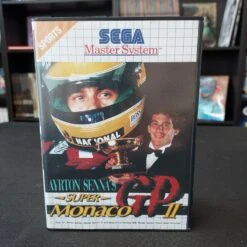 SPORTS
SEGA
Master System
NACIONAL
AYRTON SENNA'S
SUPER
Monaco GP II